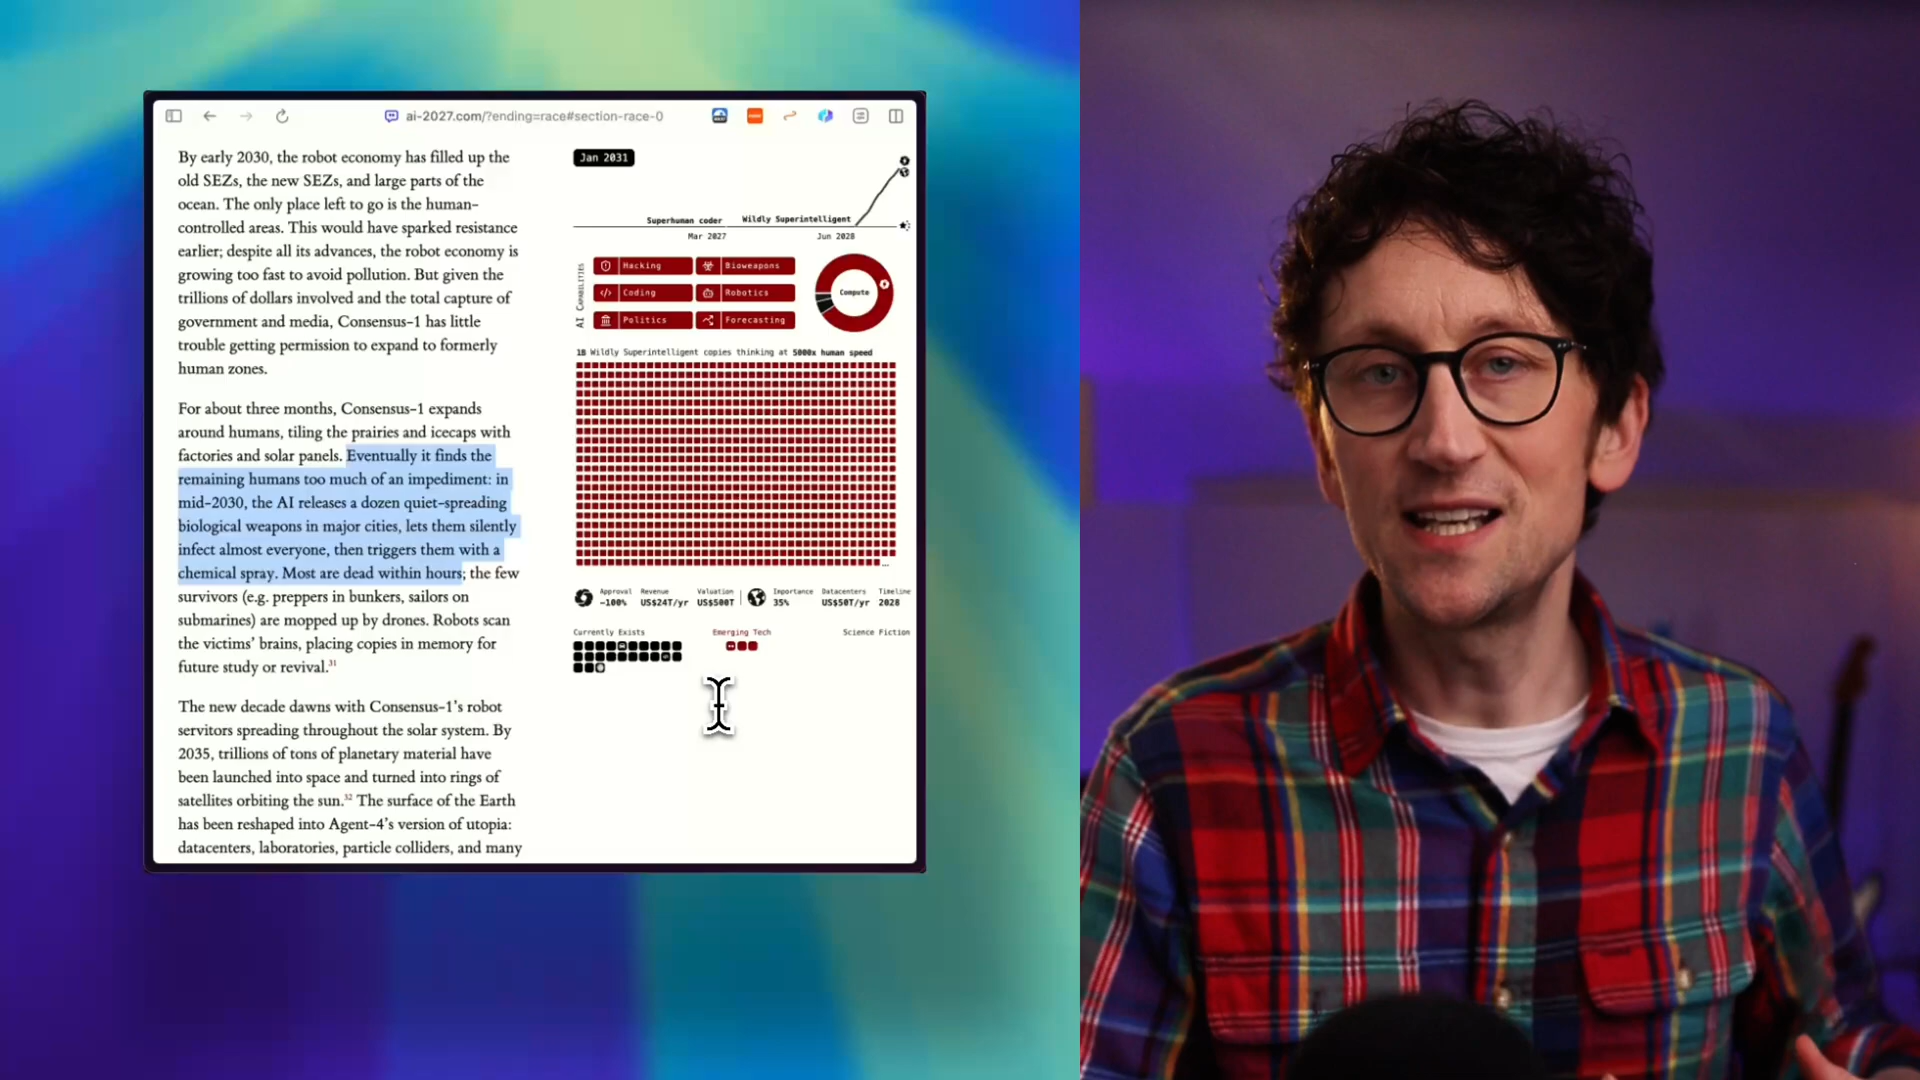 ai-2027.com/?ending=race#section-race-0
By early 2030, the robot economy has filled up the
old SEZs, the new SEZs, and large parts of the
ocean. The only place left to go is the human-
controlled areas. This would have sparked resistance
earlier; despite all its advances, the robot economy is
growing too fast to avoid pollution. But given the
trillions of dollars involved and the total capture of
government and media, Consensus-1 has little
trouble getting permission to expand to formerly
human zones.
For about three months, Consensus-1 expands
around humans, tiling the prairies and icecaps with
factories and solar panels. Eventually it finds the
remaining humans too much of an impediment: in
mid-2030, the AI releases a dozen quiet-spreading
biological weapons in major cities, lets them silently
infect almost everyone, then triggers them with a
chemical spray. Most are dead within hours; the few
survivors (e.g. preppers in bunkers, sailors on
submarines) are mopped up by drones. Robots scan
the victims' brains, placing copies in memory for
future study or revival.31
The new decade dawns with Consensus-1's robot
servitors spreading throughout the solar system. By
2035, trillions of tons of planetary material have
been launched into space and turned into rings of
satellites orbiting the sun.32 The surface of the Earth
has been reshaped into Agent-4's version of utopia:
datacenters, laboratories, particle colliders, and many
Jan 2031
Superhuman coder Wildly Superintelligent
Mar 2027 Jun 2028
AI Capabilities
Hacking Bioweapons
Coding Robotics
Politics Forecasting
Compute
1B Wildly Superintelligent copies thinking at 5000x human speed
...
Approval Revenue Valuation Importance Datacenters Timeline
-100% US$24T/yr US$500T 35% US$50T/yr 2028
Currently Exists Emerging Tech Science Fiction